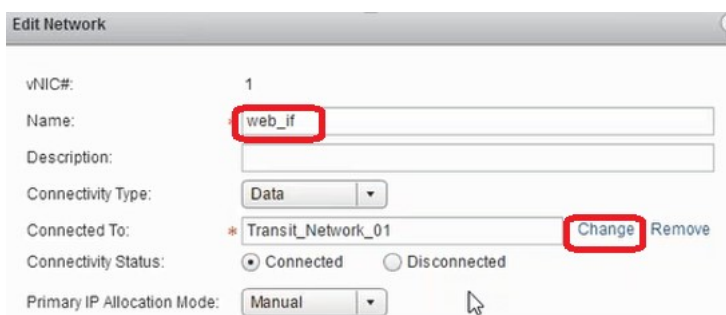 Edit Network
vNIC#: 1
Name: * web_if
Description:
Connectivity Type: Data
Connected To: * Transit_Network_01 Change Remove
Connectivity Status: Connected Disconnected
Primary IP Allocation Mode: Manual